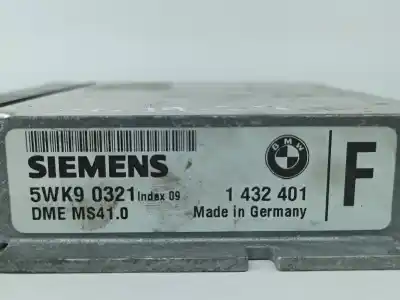 SIEMENS
BMW
5WK9 0321 Index 09
1 432 401
F
DME MS41.0
Made in Germany